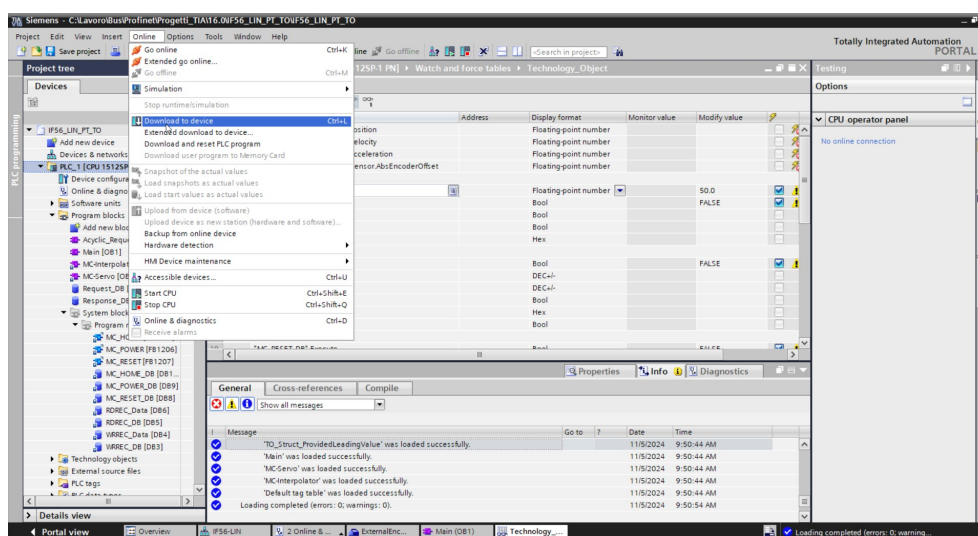 Siemens - C:\Lavoro\Bus\Profinet\Progetti_TIA\16.0\IF56_LIN_PT_TO\IF56_LIN_PT_TO
Project Edit View Insert Online Options Tools Window Help
Totally Integrated Automation
PORTAL
Save project
Go offline
<Search in project>
Go online Ctrl+K
Extended go online...
Go offline Ctrl+M
Simulation
Stop runtime/simulation
Download to device Ctrl+L
Extended download to device...
Download and reset PLC program
Download user program to Memory Card
Snapshot of the actual values
Load snapshots as actual values
Load start values as actual values
Upload from device (software)
Upload device as new station (hardware and software)...
Backup from online device
Hardware detection
HMI Device maintenance
Accessible devices... Ctrl+U
Start CPU Ctrl+Shift+E
Stop CPU Ctrl+Shift+Q
Online & diagnostics Ctrl+D
Receive alarms
Project tree
Devices
PLC programming
IF56_LIN_PT_TO
Add new device
Devices & networks
PLC_1 [CPU 1512SP
Device configura
Online & diagno
Software units
Program blocks
Add new bloc
Acyclic_Requ
Main [OB1]
MC-Interpolat
MC-Servo [OB
Request_DB [
Response_DB
System block
Program r
MC_HO
MC_POWER [FB1206]
MC_RESET [FB1207]
MC_HOME_DB [DB1...
MC_POWER_DB [DB9]
MC_RESET_DB [DB8]
RDREC_Data [DB6]
RDREC_DB [DB5]
WRREC_Data [DB4]
WRREC_DB [DB3]
Technology objects
External source files
PLC tags
PLC data types
Details view
1512SP-1 PN] Watch and force tables Technology_Object
Address Display format Monitor value Modify value
osition Floating-point number
elocity Floating-point number
cceleration Floating-point number
ensor.AbsEncoderOffset Floating-point number
Floating-point number 50.0
Bool FALSE
Bool
Bool
Hex
Bool FALSE
DEC+/-
DEC+/-
Bool
Hex
Bool
"MC_RESET_DB".Execute Bool FALSE
Properties Info Diagnostics
General Cross-references Compile
Show all messages
! Message Go to ? Date Time
'TO_Struct_ProvidedLeadingValue' was loaded successfully. 11/5/2024 9:50:44 AM
'Main' was loaded successfully. 11/5/2024 9:50:44 AM
'MC-Servo' was loaded successfully. 11/5/2024 9:50:44 AM
'MC-Interpolator' was loaded successfully. 11/5/2024 9:50:44 AM
'Default tag table' was loaded successfully. 11/5/2024 9:50:44 AM
Loading completed (errors: 0; warnings: 0). 11/5/2024 9:50:44 AM
Testing
Options
CPU operator panel
No online connection
Portal view Overview IF56-LIN 2 Online & ... ExternalEnc... Main (OB1) Technology_...
Loading completed (errors: 0; warning...